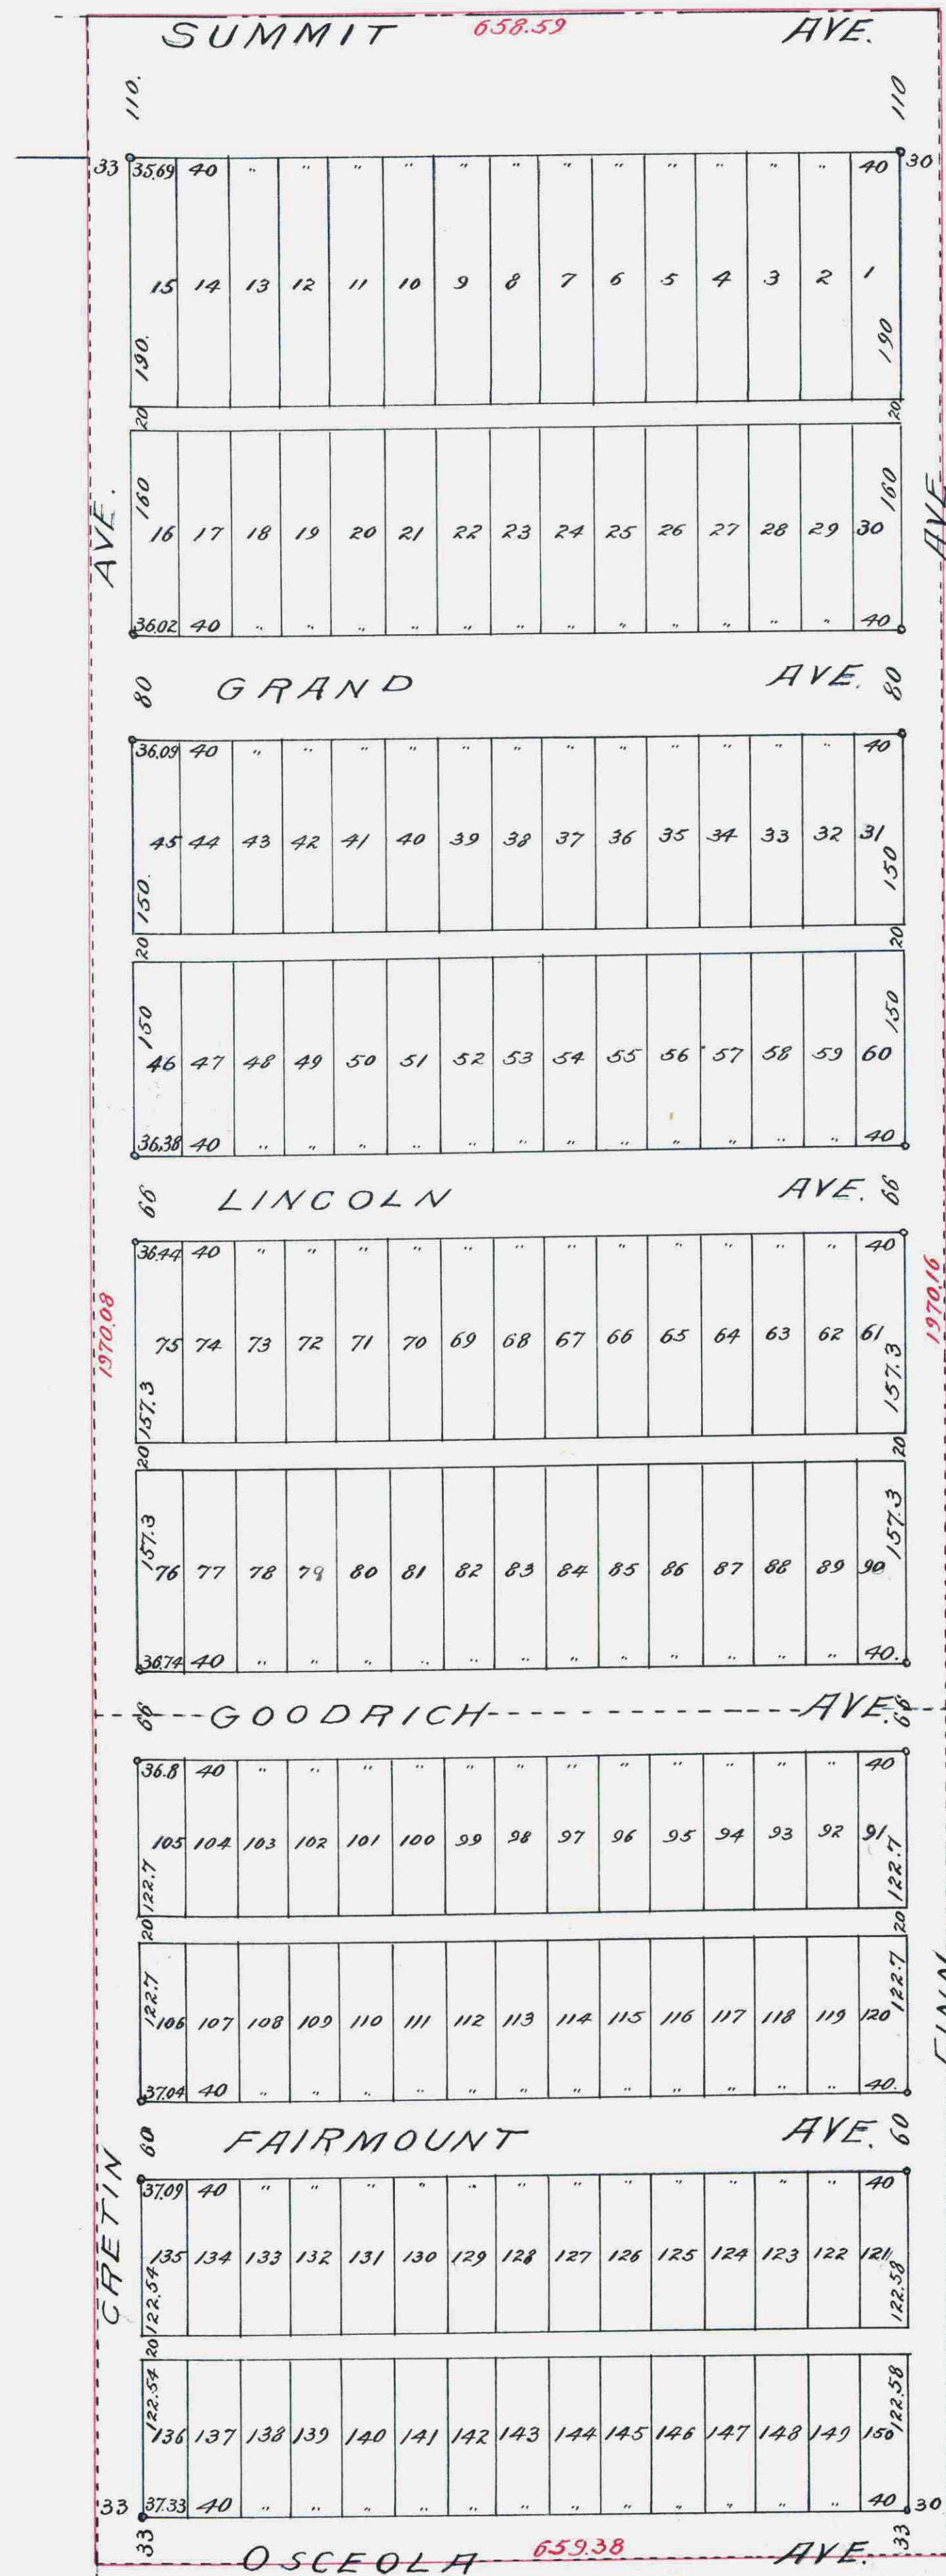 SUMMIT 658.59 AVE.
110. 110
33 35.69 40 " " " " " " " " " " " " 40 30
15 14 13 12 11 10 9 8 7 6 5 4 3 2 1
190. 190
20 20
160 160
AVE. AVE
16 17 18 19 20 21 22 23 24 25 26 27 28 29 30
36.02 40 " " " " " " " " " " " " 40
80 GRAND AVE. 80
36.09 40 " " " " " " " " " " " " 40
45 44 43 42 41 40 39 38 37 36 35 34 33 32 31
150. 150
20 20
150 150
46 47 48 49 50 51 52 53 54 55 56 57 58 59 60
36.38 40 " " " " " " " " " " " " 40
66 LINCOLN AVE. 66
36.44 40 " " " " " " " " " " " " 40
1970.08 1970.16
75 74 73 72 71 70 69 68 67 66 65 64 63 62 61
157.3 157.3
20 20
157.3 157.3
76 77 78 79 80 81 82 83 84 85 86 87 88 89 90
36.74 40 " " " " " " " " " " " " 40.
66 GOODRICH AVE. 66
36.8 40 " " " " " " " " " " " " 40
105 104 103 102 101 100 99 98 97 96 95 94 93 92 91
122.7 122.7
20 20
122.7 122.7
106 107 108 109 110 111 112 113 114 115 116 117 118 119 120
37.04 40 " " " " " " " " " " " " 40.
60 FAIRMOUNT AVE. 60
37.09 40 " " " " " " " " " " " " 40
CRETIN
135 134 133 132 131 130 129 128 127 126 125 124 123 122 121
122.54 122.58
20
122.54 122.58
136 137 138 139 140 141 142 143 144 145 146 147 148 149 150
33 37.33 40 " " " " " " " " " " " " 40 30
33 OSCEOLA 659.38 AVE. 33